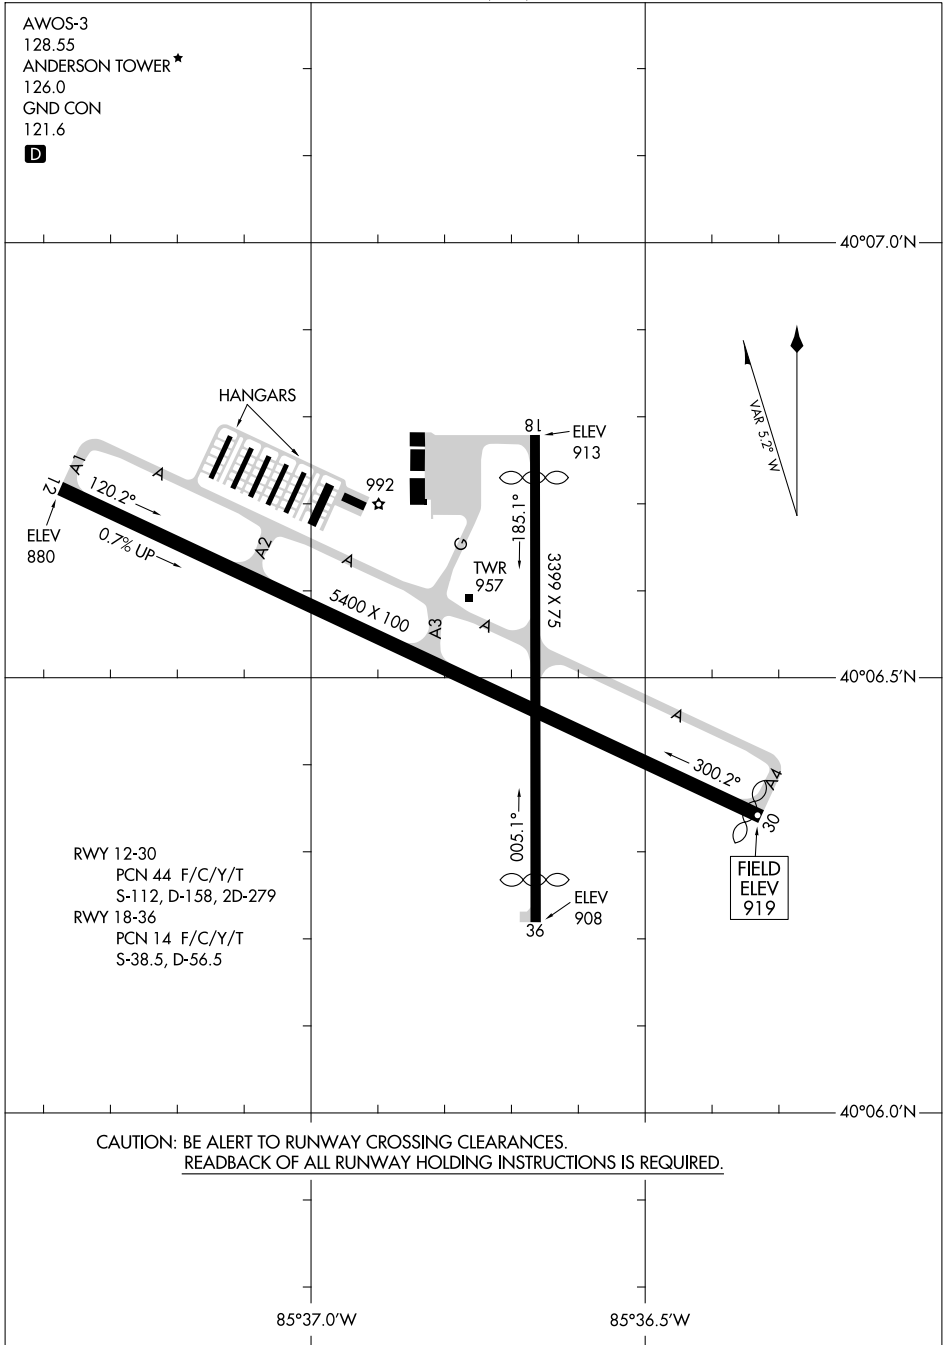 AWOS-3
128.55
ANDERSON TOWER★
126.0
GND CON
121.6
D
40°07.0'N
VAR 5.2° W
HANGARS
18
ELEV
913
A1
A
992
12
120.2°
ELEV
880
0.7% UP
A2
A
G
185.1°
3399 X 75
TWR
957
5400 X 100
A3
A
40°06.5'N
A
300.2°
A4
30
005.1°
FIELD
ELEV
919
ELEV
908
36
RWY 12-30
PCN 44 F/C/Y/T
S-112, D-158, 2D-279
RWY 18-36
PCN 14 F/C/Y/T
S-38.5, D-56.5
40°06.0'N
CAUTION: BE ALERT TO RUNWAY CROSSING CLEARANCES.
READBACK OF ALL RUNWAY HOLDING INSTRUCTIONS IS REQUIRED.
85°37.0'W
85°36.5'W